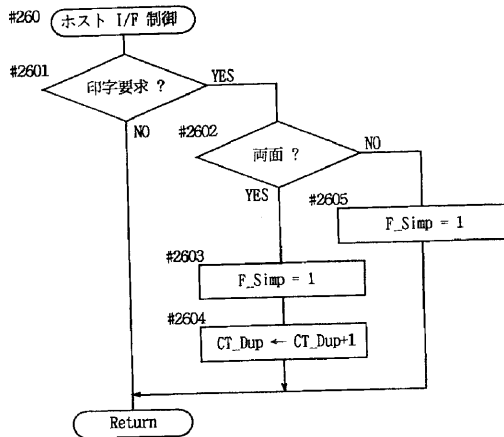 #260
ホスト I/F 制御
#2601
印字要求 ?
YES
NO
#2602
両面 ?
NO
YES
#2605
F_Simp = 1
#2603
F_Simp = 1
#2604
CT_Dup ← CT_Dup+1
Return